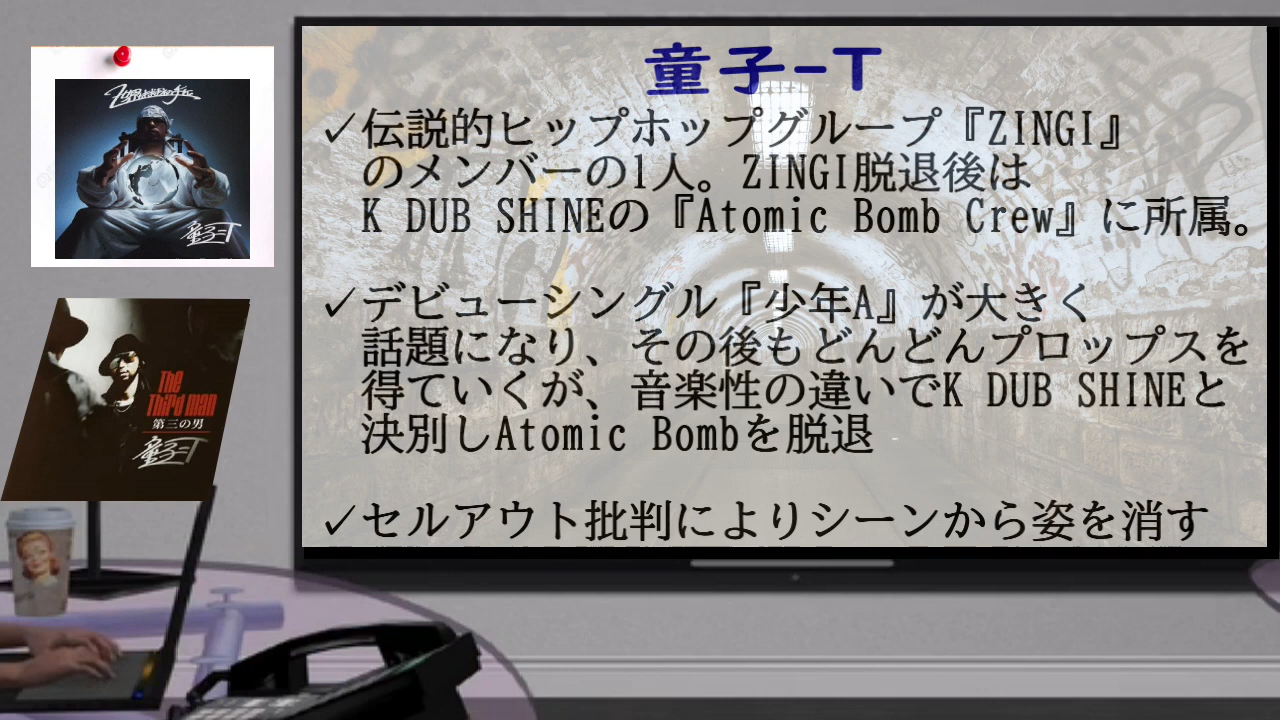 童子-T
✓伝説的ヒップホップグループ『ZINGI』
のメンバーの1人。ZINGI脱退後は
K DUB SHINEの『Atomic Bomb Crew』に所属。
✓デビューシングル『少年A』が大きく
話題になり、その後もどんどんプロップスを
得ていくが、音楽性の違いでK DUB SHINEと
決別しAtomic Bombを脱退
✓セルアウト批判によりシーンから姿を消す
童子-T
The
Third man
第三の男
童子-T